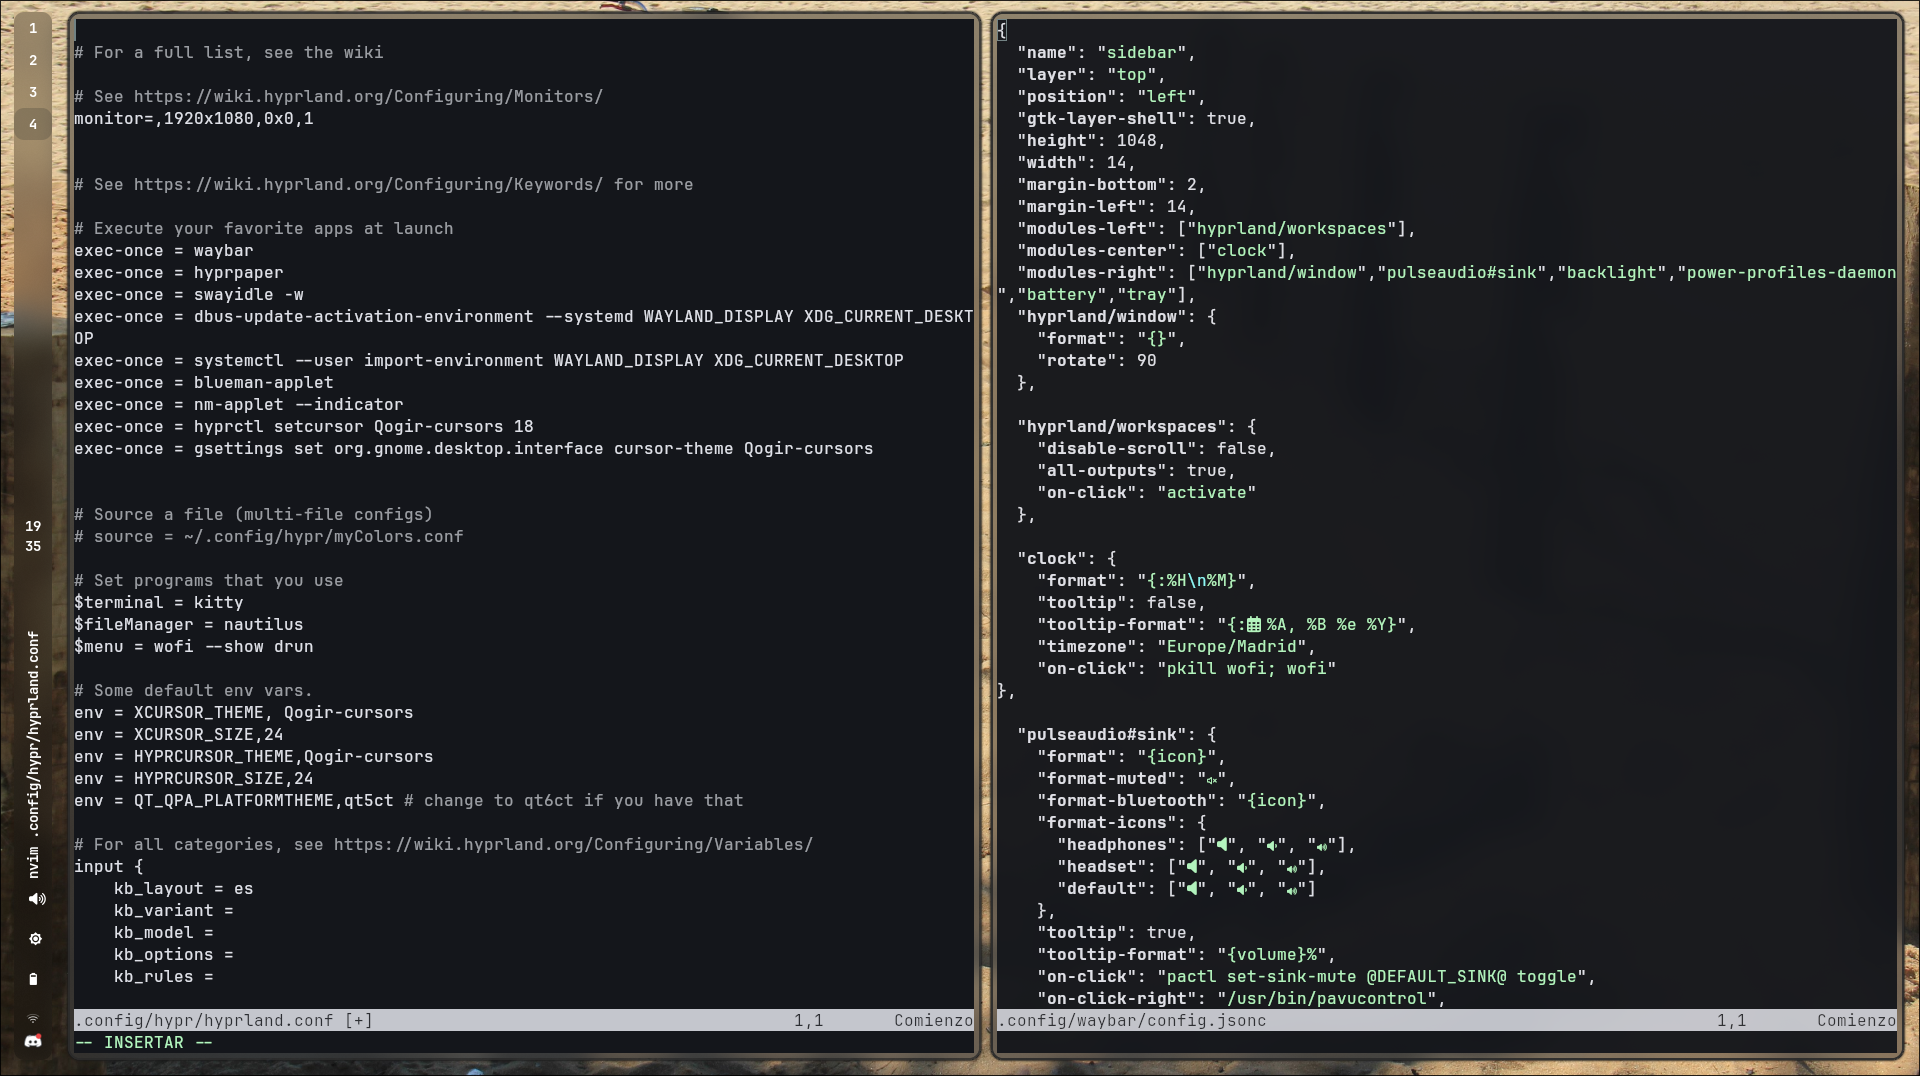 1
2
3
4
19
35
nvim .config/hypr/hyprland.conf
# For a full list, see the wiki
# See https://wiki.hyprland.org/Configuring/Monitors/
monitor=,1920x1080,0x0,1
# See https://wiki.hyprland.org/Configuring/Keywords/ for more
# Execute your favorite apps at launch
exec-once = waybar
exec-once = hyprpaper
exec-once = swayidle -w
exec-once = dbus-update-activation-environment --systemd WAYLAND_DISPLAY XDG_CURRENT_DESKT
OP
exec-once = systemctl --user import-environment WAYLAND_DISPLAY XDG_CURRENT_DESKTOP
exec-once = blueman-applet
exec-once = nm-applet --indicator
exec-once = hyprctl setcursor Qogir-cursors 18
exec-once = gsettings set org.gnome.desktop.interface cursor-theme Qogir-cursors
# Source a file (multi-file configs)
# source = ~/.config/hypr/myColors.conf
# Set programs that you use
$terminal = kitty
$fileManager = nautilus
$menu = wofi --show drun
# Some default env vars.
env = XCURSOR_THEME, Qogir-cursors
env = XCURSOR_SIZE,24
env = HYPRCURSOR_THEME,Qogir-cursors
env = HYPRCURSOR_SIZE,24
env = QT_QPA_PLATFORMTHEME,qt5ct # change to qt6ct if you have that
# For all categories, see https://wiki.hyprland.org/Configuring/Variables/
input {
    kb_layout = es
    kb_variant =
    kb_model =
    kb_options =
    kb_rules =
.config/hypr/hyprland.conf [+] 1,1 Comienzo
-- INSERTAR --
{
  "name": "sidebar",
  "layer": "top",
  "position": "left",
  "gtk-layer-shell": true,
  "height": 1048,
  "width": 14,
  "margin-bottom": 2,
  "margin-left": 14,
  "modules-left": ["hyprland/workspaces"],
  "modules-center": ["clock"],
  "modules-right": ["hyprland/window","pulseaudio#sink","backlight","power-profiles-daemon
","battery","tray"],
  "hyprland/window": {
    "format": "{}",
    "rotate": 90
  },
  "hyprland/workspaces": {
    "disable-scroll": false,
    "all-outputs": true,
    "on-click": "activate"
  },
  "clock": {
    "format": "{:%H\n%M}",
    "tooltip": false,
    "tooltip-format": "{: %A, %B %e %Y}",
    "timezone": "Europe/Madrid",
    "on-click": "pkill wofi; wofi"
},
  "pulseaudio#sink": {
    "format": "{icon}",
    "format-muted": "",
    "format-bluetooth": "{icon}",
    "format-icons": {
      "headphones": ["", "", ""],
      "headset": ["", "", ""],
      "default": ["", "", ""]
    },
    "tooltip": true,
    "tooltip-format": "{volume}%",
    "on-click": "pactl set-sink-mute @DEFAULT_SINK@ toggle",
    "on-click-right": "/usr/bin/pavucontrol",
.config/waybar/config.jsonc 1,1 Comienzo